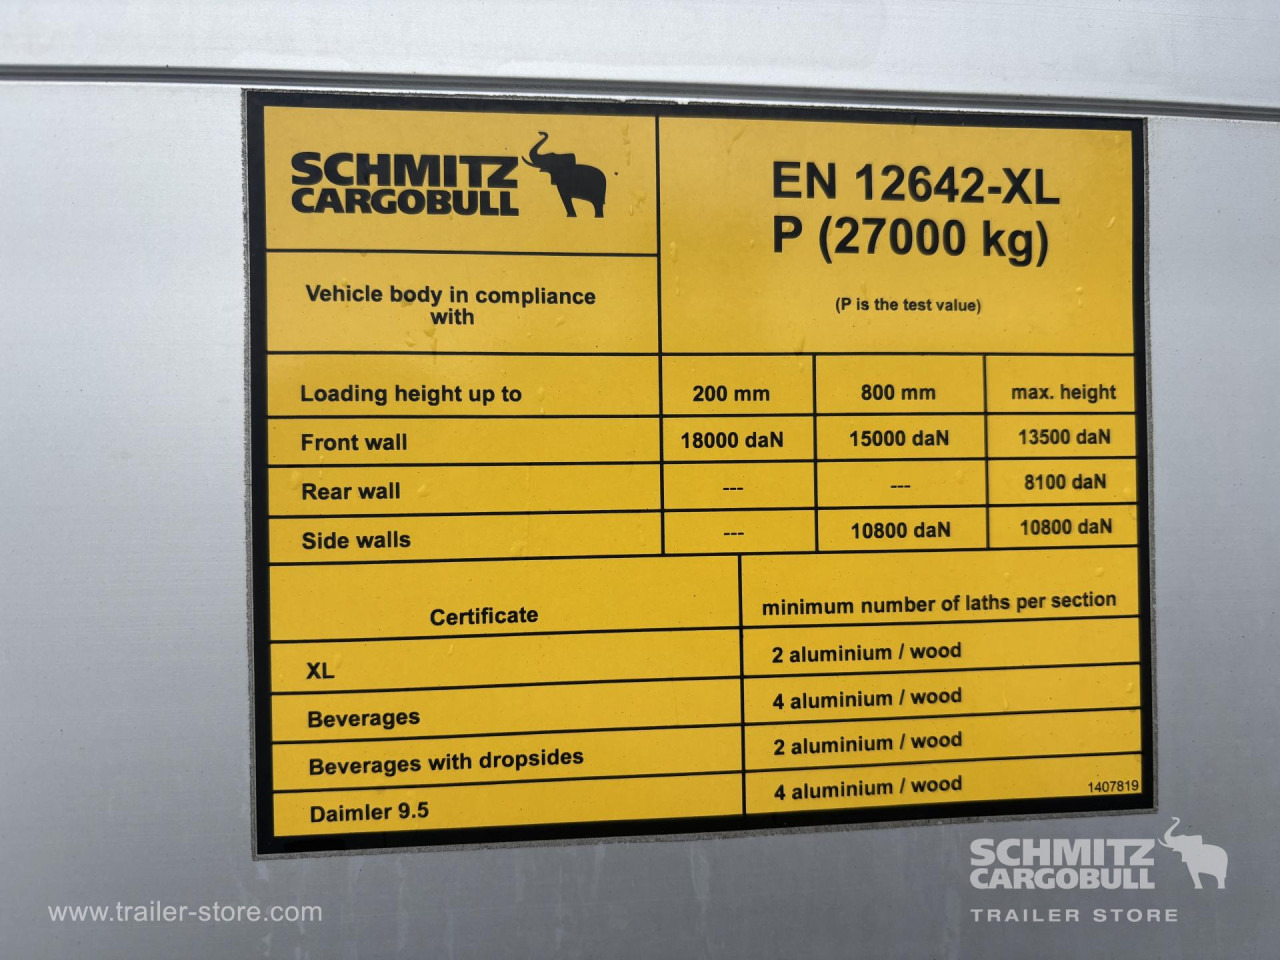 SCHMITZ
CARGOBULL
EN 12642-XL
P (27000 kg)
(P is the test value)
Vehicle body in compliance
with
Loading height up to 200 mm 800 mm max. height
Front wall 18000 daN 15000 daN 13500 daN
Rear wall --- --- 8100 daN
Side walls --- 10800 daN 10800 daN
Certificate minimum number of laths per section
XL 2 aluminium / wood
Beverages 4 aluminium / wood
Beverages with dropsides 2 aluminium / wood
Daimler 9.5 4 aluminium / wood
1407819
SCHMITZ
CARGOBULL
TRAILER STORE
www.trailer-store.com